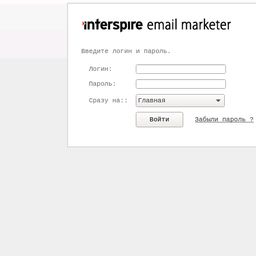 interspire email marketer
Введите логин и пароль.
Логин:
Пароль:
Сразу на:: Главная
Войти Забыли пароль ?